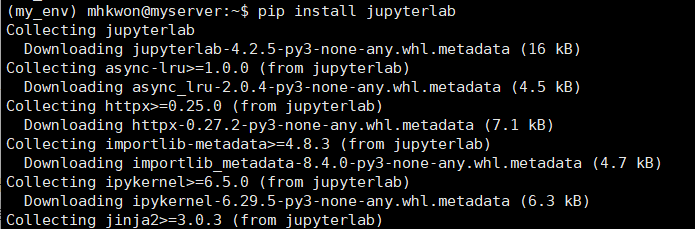 (my_env) mhkwon@myserver:~$ pip install jupyterlab
Collecting jupyterlab
  Downloading jupyterlab-4.2.5-py3-none-any.whl.metadata (16 kB)
Collecting async-lru>=1.0.0 (from jupyterlab)
  Downloading async_lru-2.0.4-py3-none-any.whl.metadata (4.5 kB)
Collecting httpx>=0.25.0 (from jupyterlab)
  Downloading httpx-0.27.2-py3-none-any.whl.metadata (7.1 kB)
Collecting importlib-metadata>=4.8.3 (from jupyterlab)
  Downloading importlib_metadata-8.4.0-py3-none-any.whl.metadata (4.7 kB)
Collecting ipykernel>=6.5.0 (from jupyterlab)
  Downloading ipykernel-6.29.5-py3-none-any.whl.metadata (6.3 kB)
Collecting jinja2>=3.0.3 (from jupyterlab)